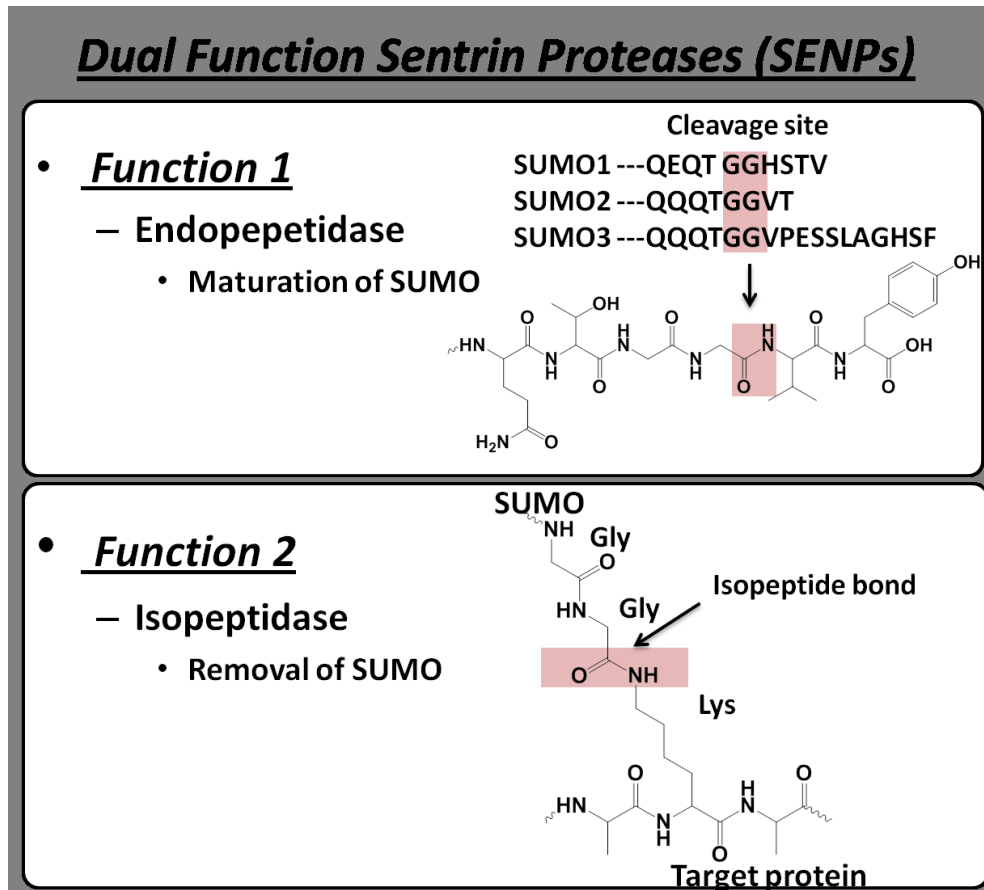 Dual Function Sentrin Proteases (SENPs)
• Function 1
– Endopepetidase
• Maturation of SUMO
Cleavage site
SUMO1 ---QEQT GGHSTV
SUMO2 ---QQQTGGVT
SUMO3 ---QQQTGGVPESSLAGHSF
OH
OH
O
H
N
O
H
N
O
HN
N
H
O
N
H
O
N
H
O
OH
O
H₂N
O
• Function 2
– Isopeptidase
• Removal of SUMO
SUMO
NH
Gly
O
HN
Gly
Isopeptide bond
O
NH
Lys
O
H
N
O
HN
N
H
O
Target protein